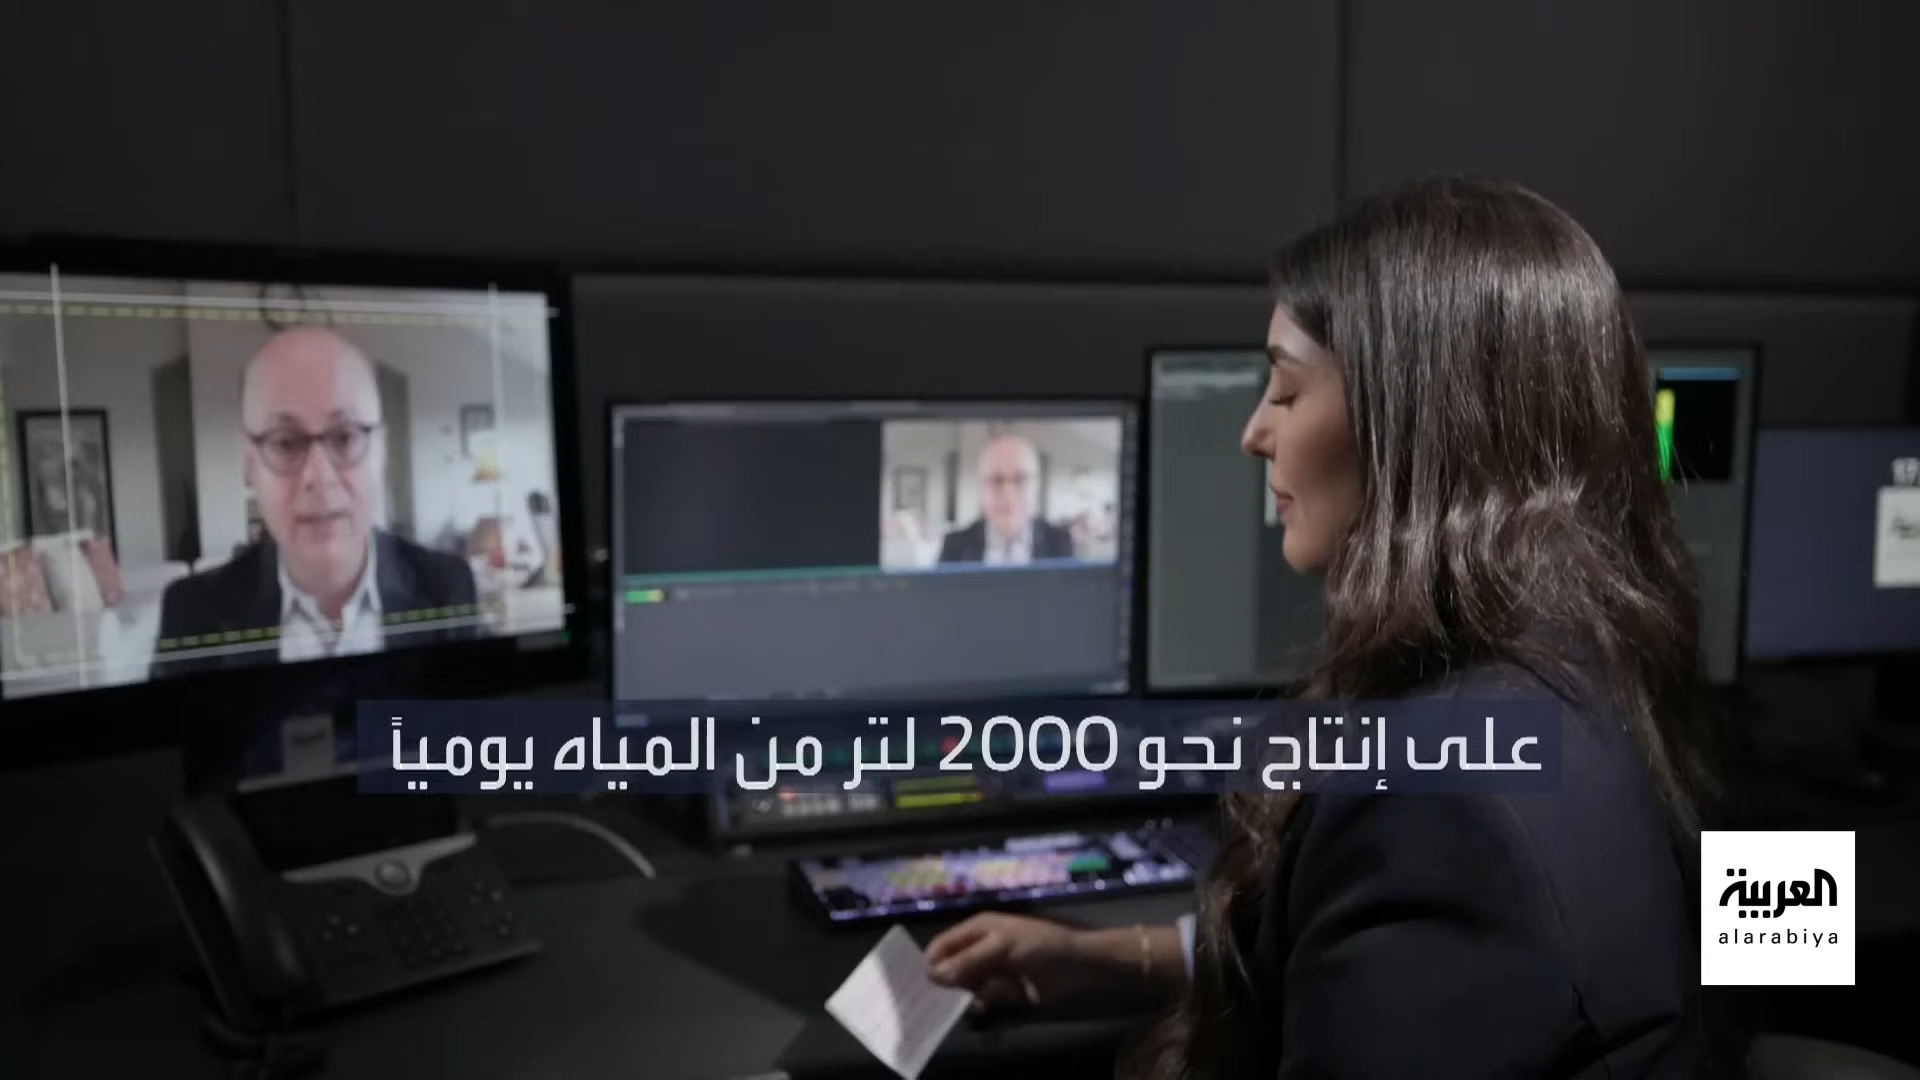 على إنتاج نحو 2000 لتر من المياه يومياً
العربية
alarabiya